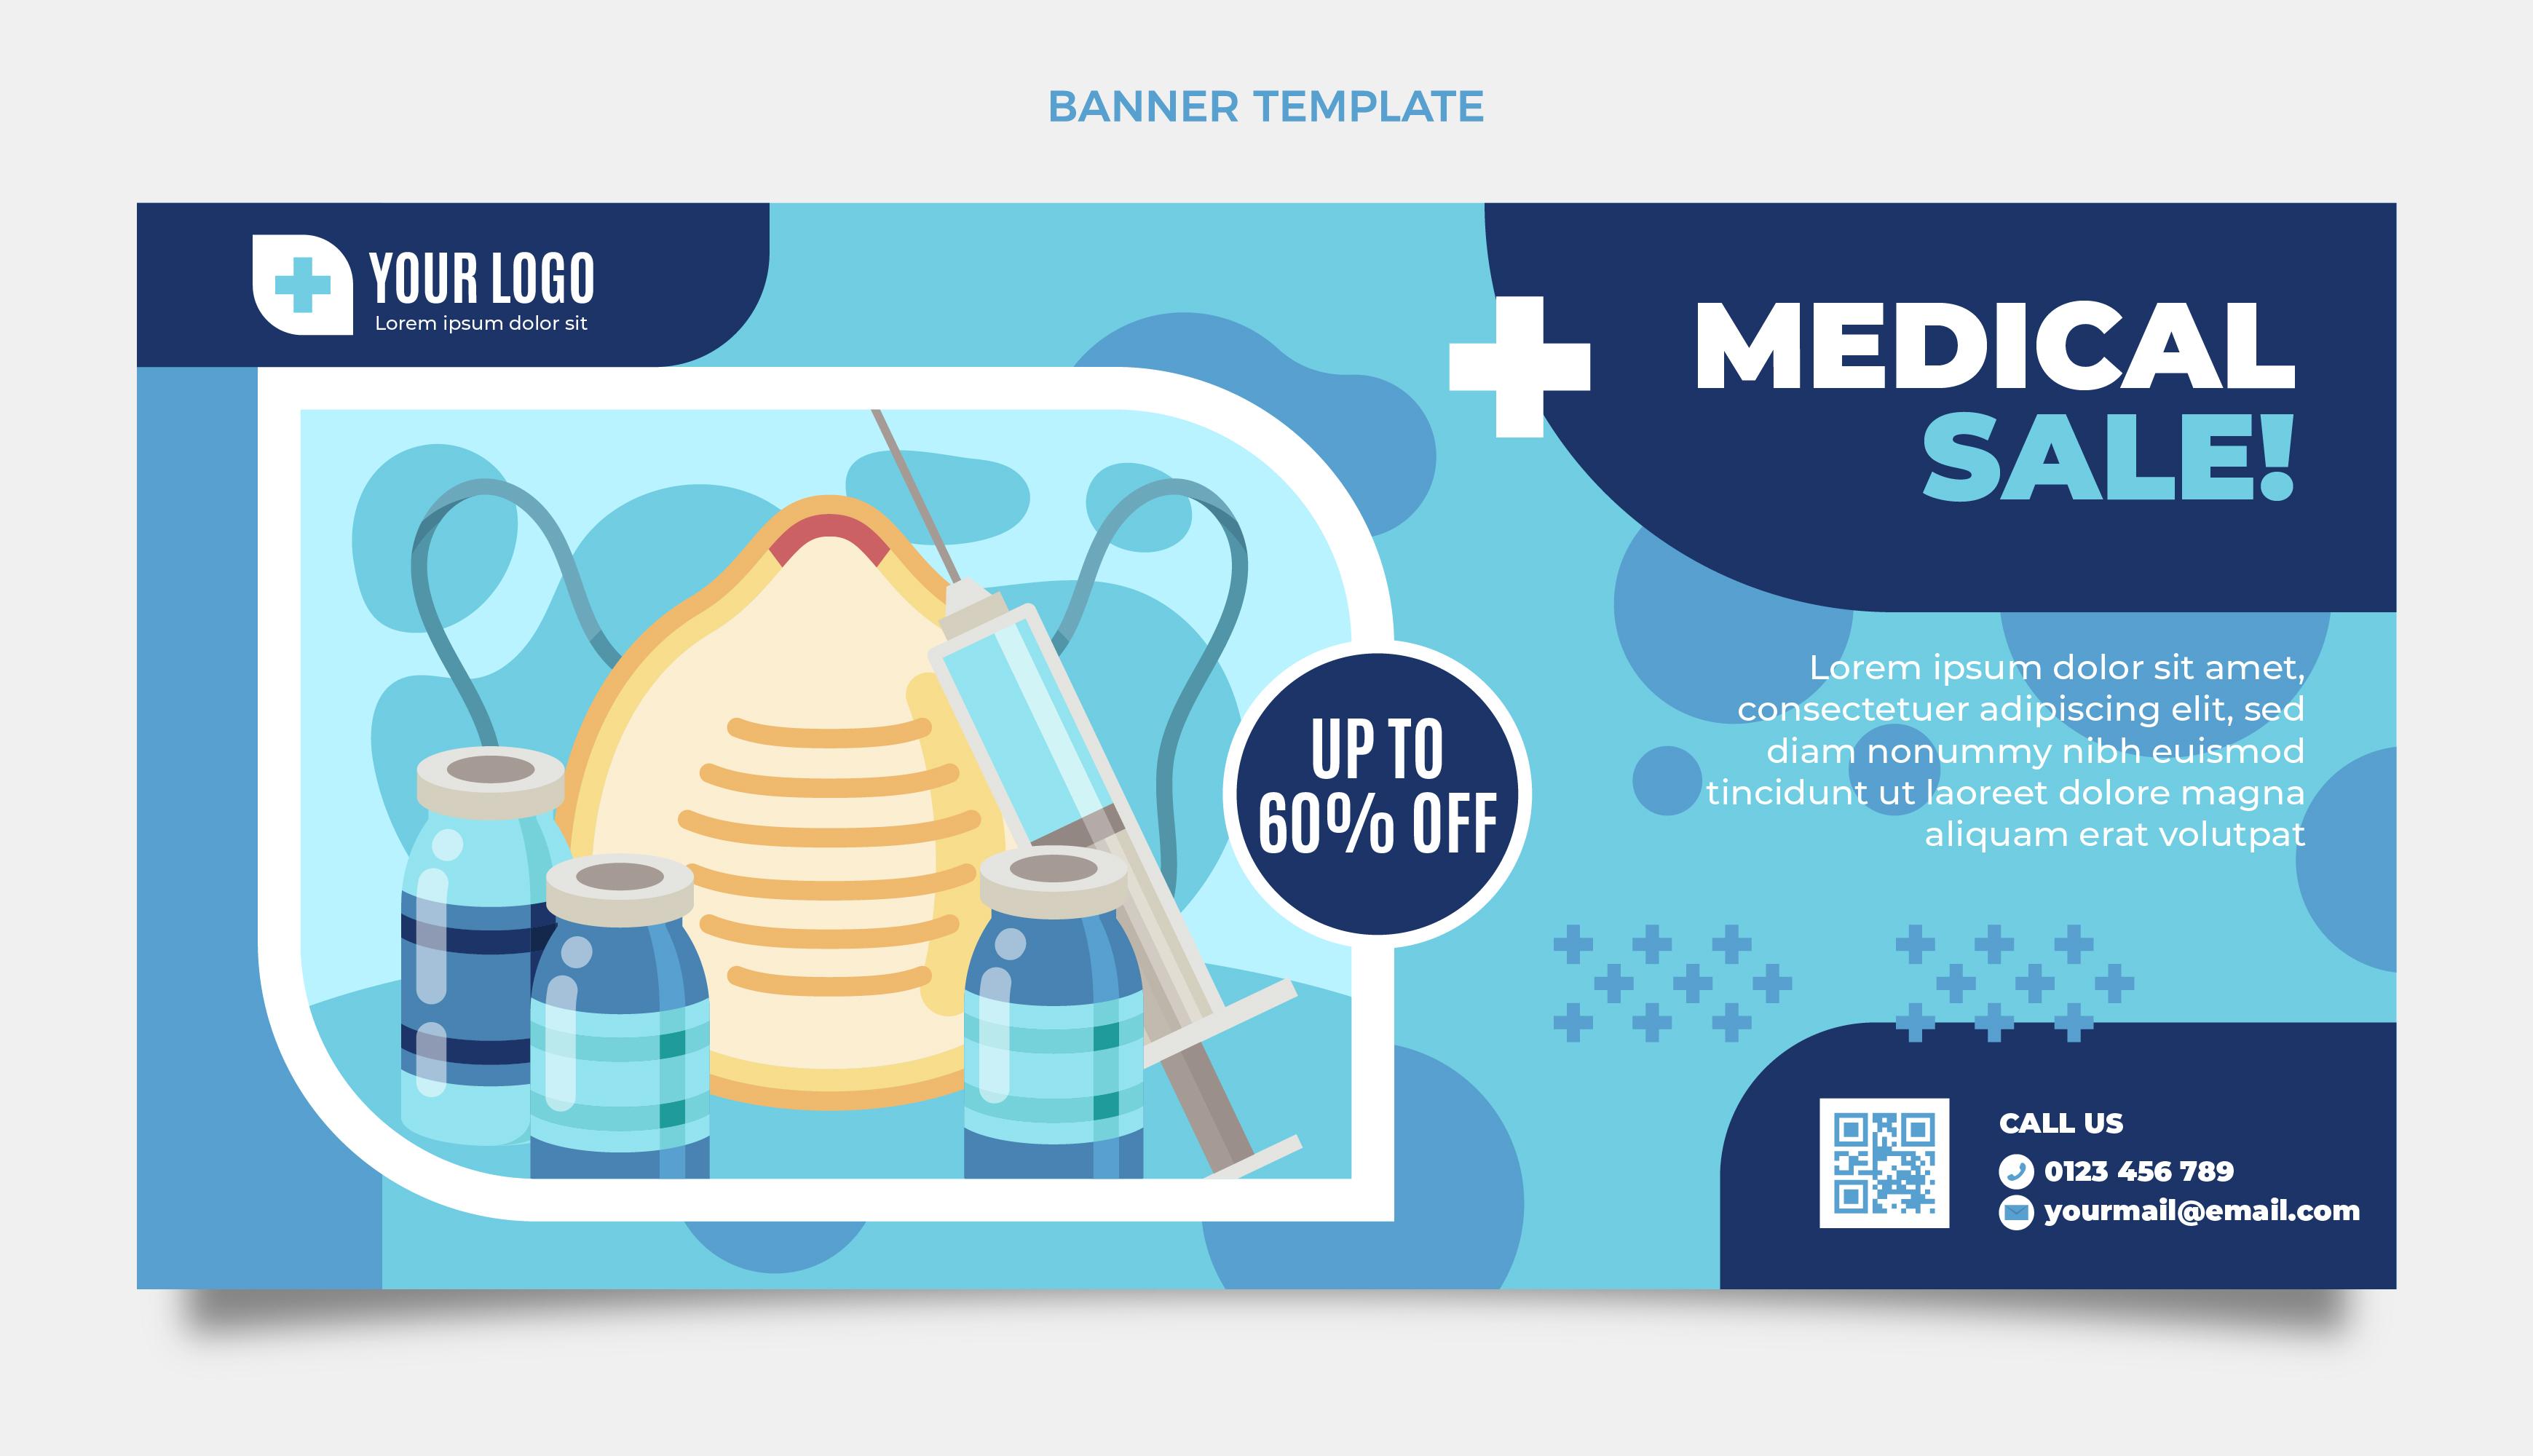 BANNER TEMPLATE
YOUR LOGO
Lorem ipsum dolor sit
MEDICAL
SALE!
UP TO
60% OFF
Lorem ipsum dolor sit amet,
consectetuer adipiscing elit, sed
diam nonummy nibh euismod
tincidunt ut laoreet dolore magna
aliquam erat volutpat
CALL US
0123 456 789
yourmail@email.com